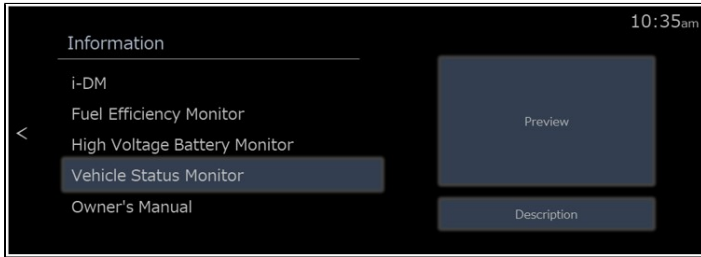 10:35am
Information
i-DM
Fuel Efficiency Monitor
High Voltage Battery Monitor
<
Vehicle Status Monitor
Owner's Manual
Preview
Description